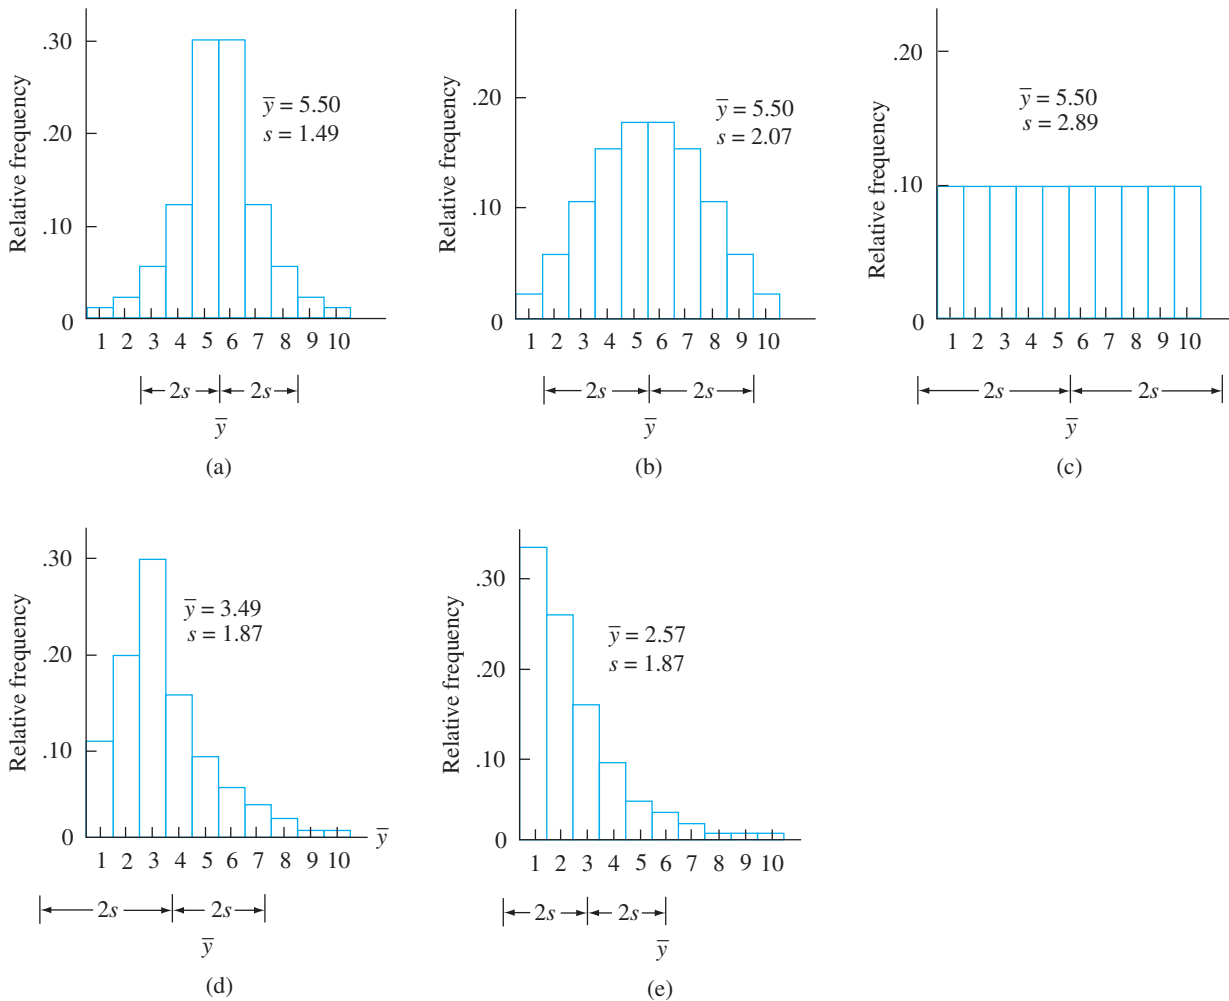 Relative frequency
.30
.20
.10
0
ȳ = 5.50
s = 1.49
1 2 3 4 5 6 7 8 9 10
2s 2s
ȳ
(a)
Relative frequency
.20
.10
0
ȳ = 5.50
s = 2.07
1 2 3 4 5 6 7 8 9 10
2s 2s
ȳ
(b)
Relative frequency
.20
.10
0
ȳ = 5.50
s = 2.89
1 2 3 4 5 6 7 8 9 10
2s 2s
ȳ
(c)
Relative frequency
.30
.20
.10
0
ȳ = 3.49
s = 1.87
ȳ
1 2 3 4 5 6 7 8 9 10
2s 2s
ȳ
(d)
Relative frequency
.30
.20
.10
0
ȳ = 2.57
s = 1.87
1 2 3 4 5 6 7 8 9 10
2s 2s
ȳ
(e)